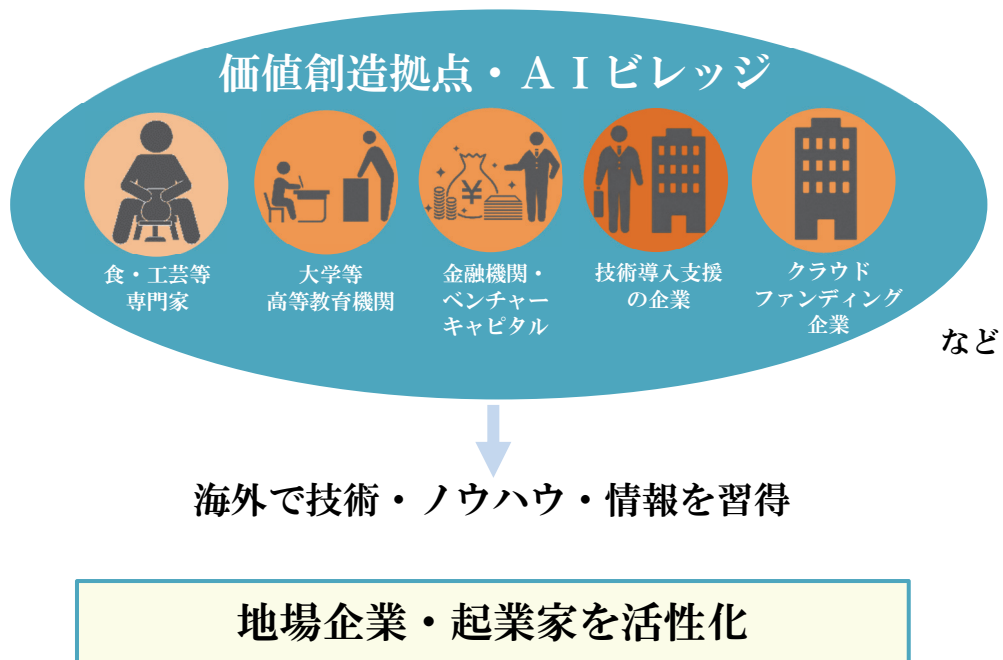 価値創造拠点・ＡＩビレッジ
¥
食・工芸等
専門家
大学等
高等教育機関
金融機関・
ベンチャー
キャピタル
技術導入支援
の企業
クラウド
ファンディング
企業
など
海外で技術・ノウハウ・情報を習得
地場企業・起業家を活性化